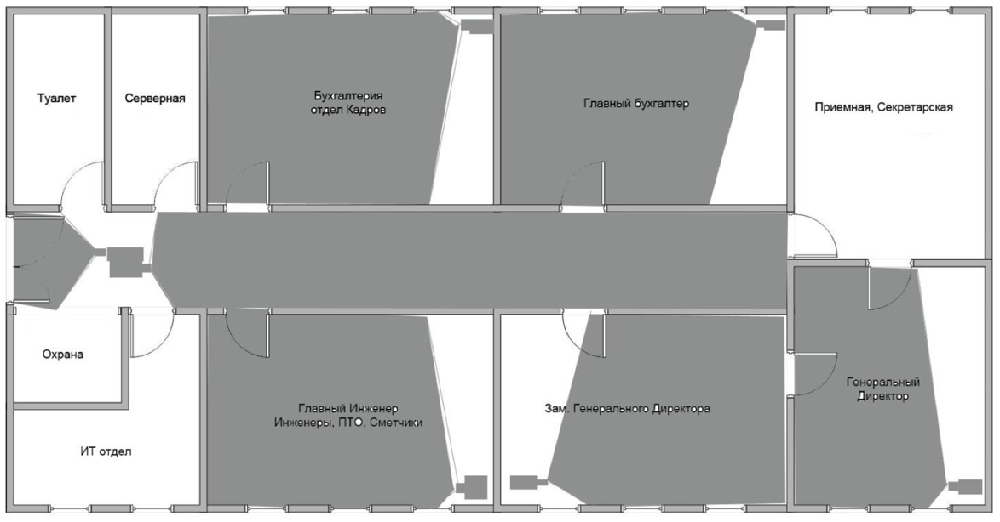 Туалет
Серверная
Бухгалтерия
отдел Кадров
Главный бухгалтер
Приемная, Секретарская
Охрана
ИТ отдел
Главный Инженер
Инженеры, ПТО, Сметчики
Зам. Генерального Директора
Генеральный
Директор